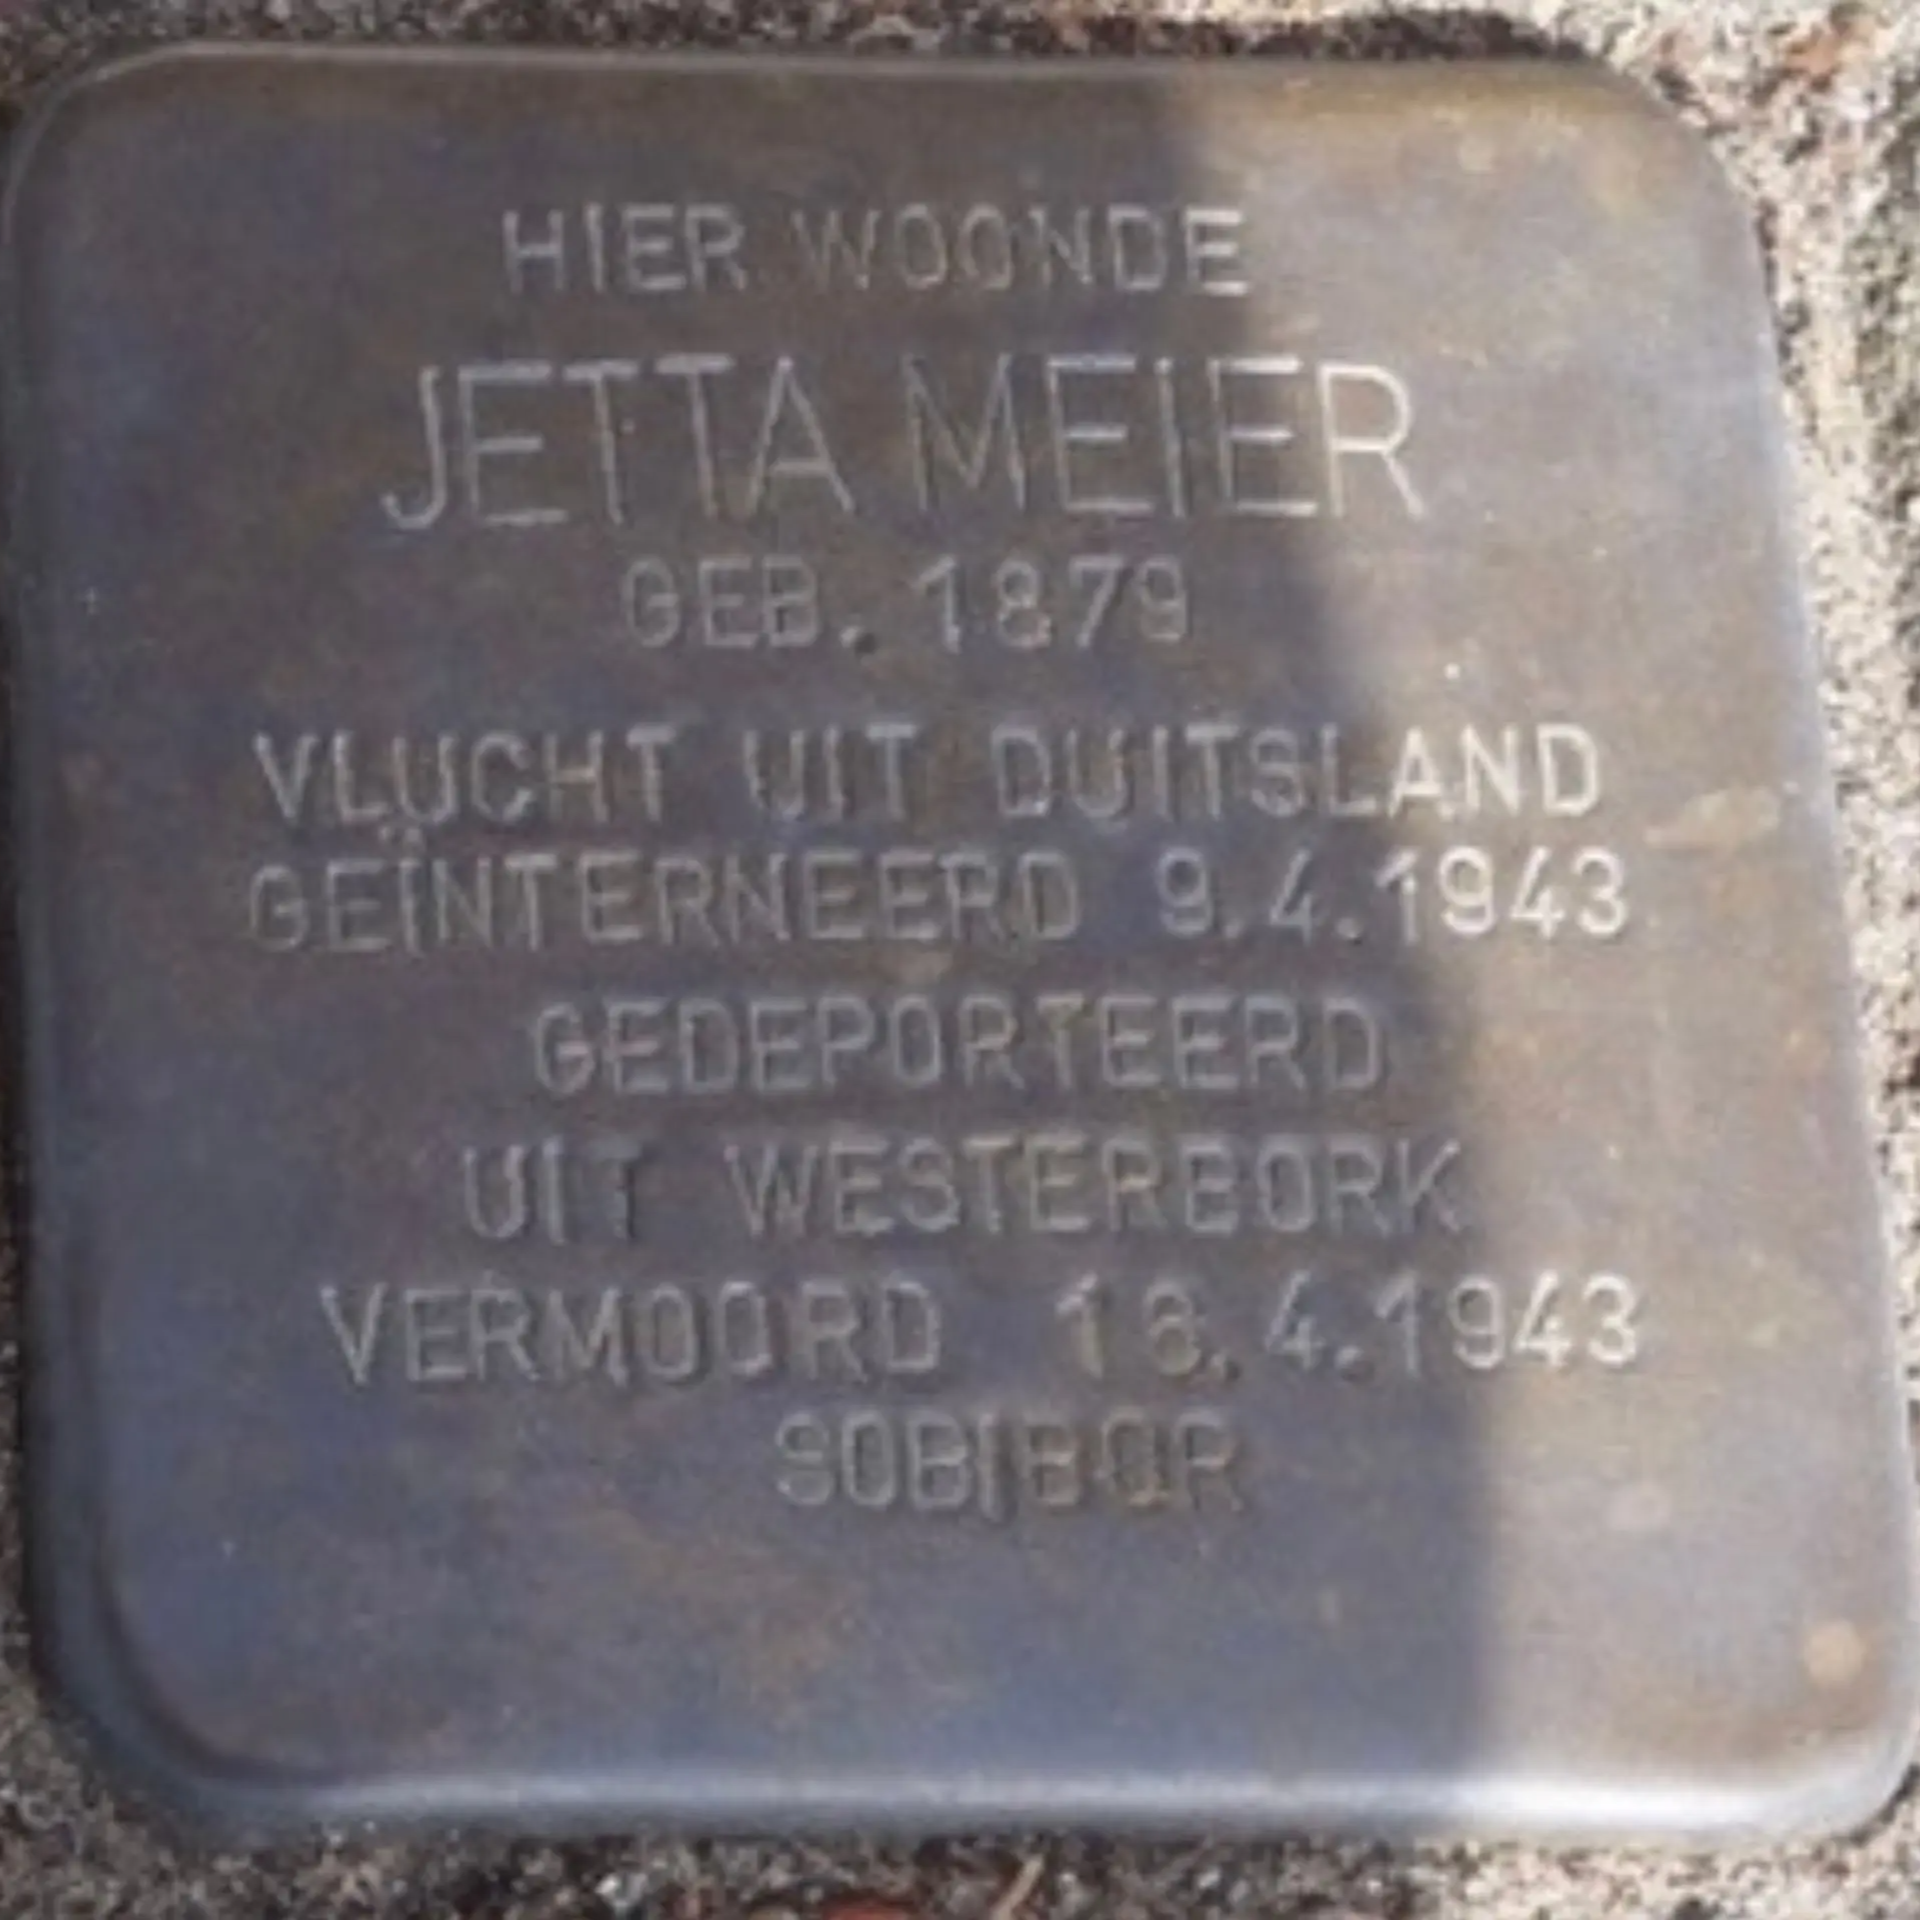 HIER WOONDE
JETTA MEIER
GEB. 1879
VLUCHT UIT DUITSLAND
GEÏNTERNEERD 9.4.1943
GEDEPORTEERD
UIT WESTERBORK
VERMOORD 16.4.1943
SOBIBOR